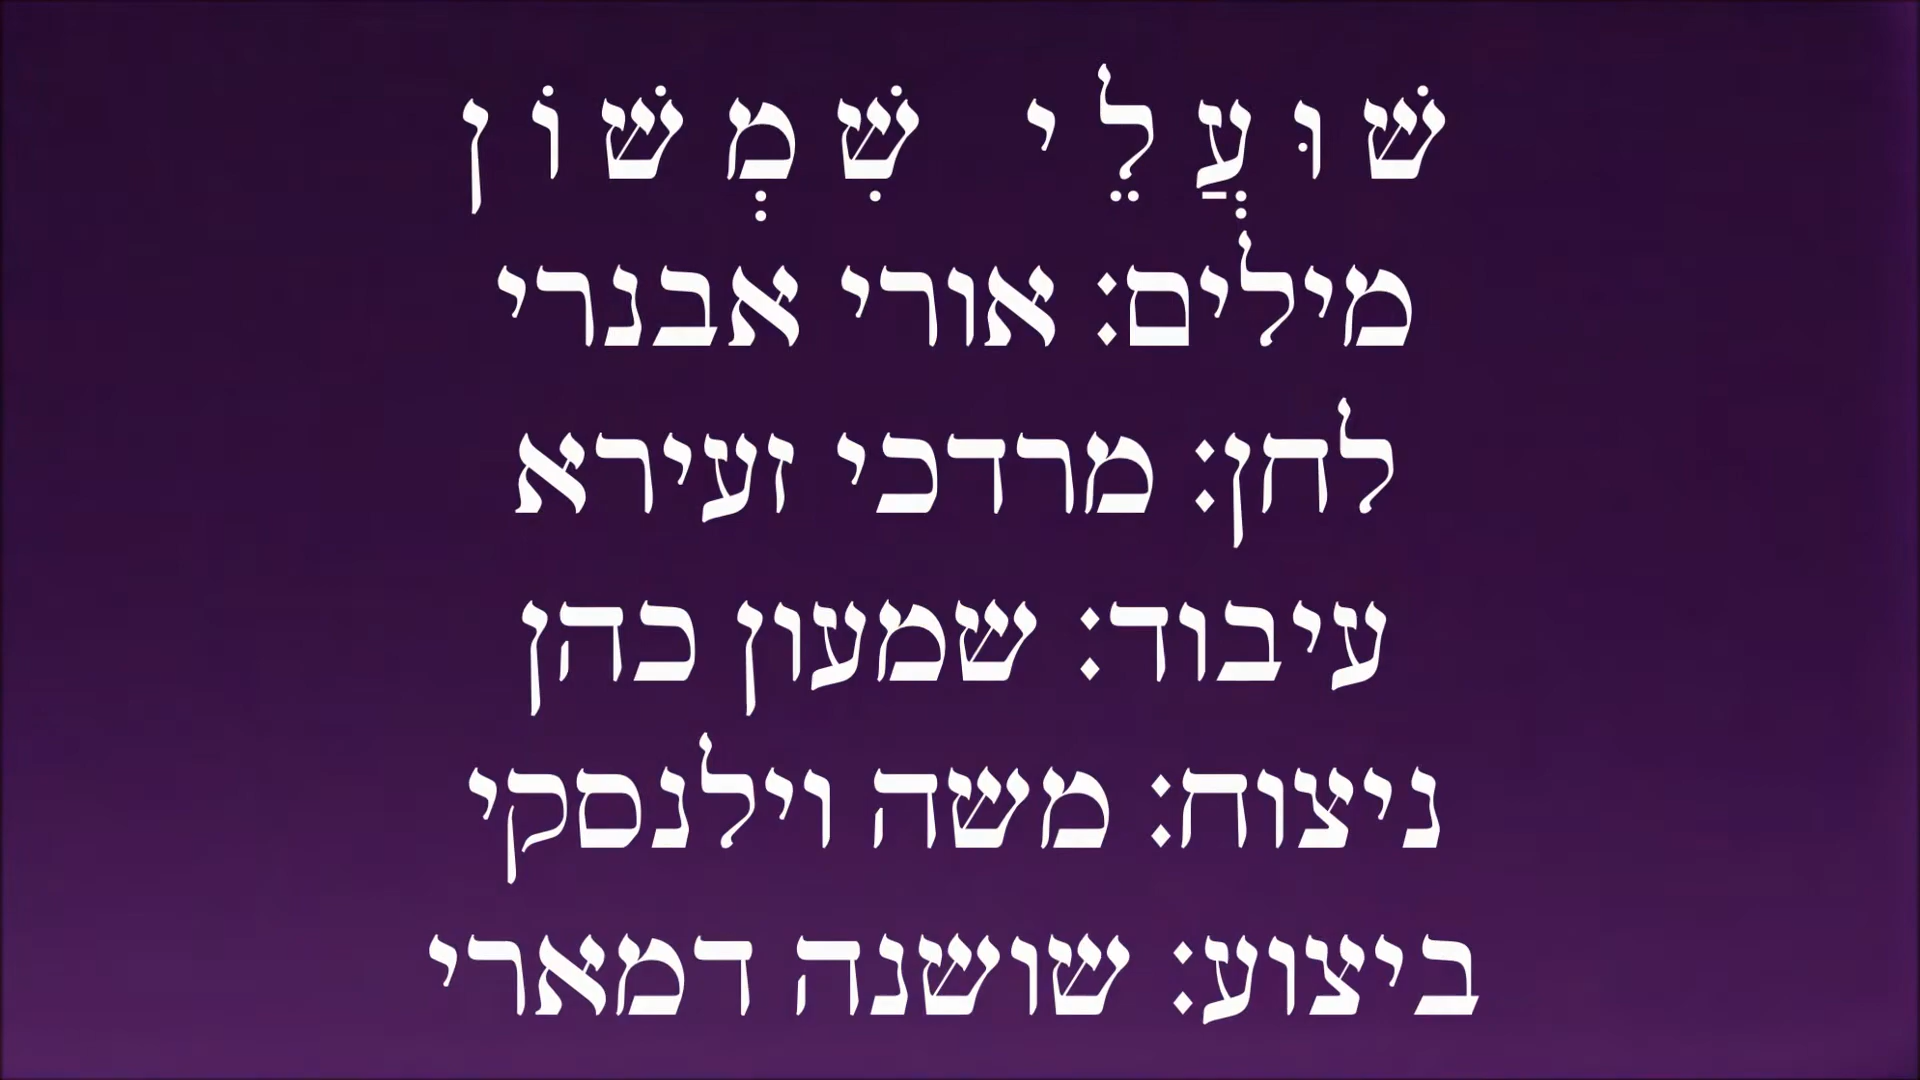 שׁוּעֲלֵי שִׁמְשׁוֹן
מילים: אורי אבנרי
לחן: מרדכי זעירא
עיבוד: שמעון כהן
ניצוח: משה וילנסקי
ביצוע: שושנה דמארי